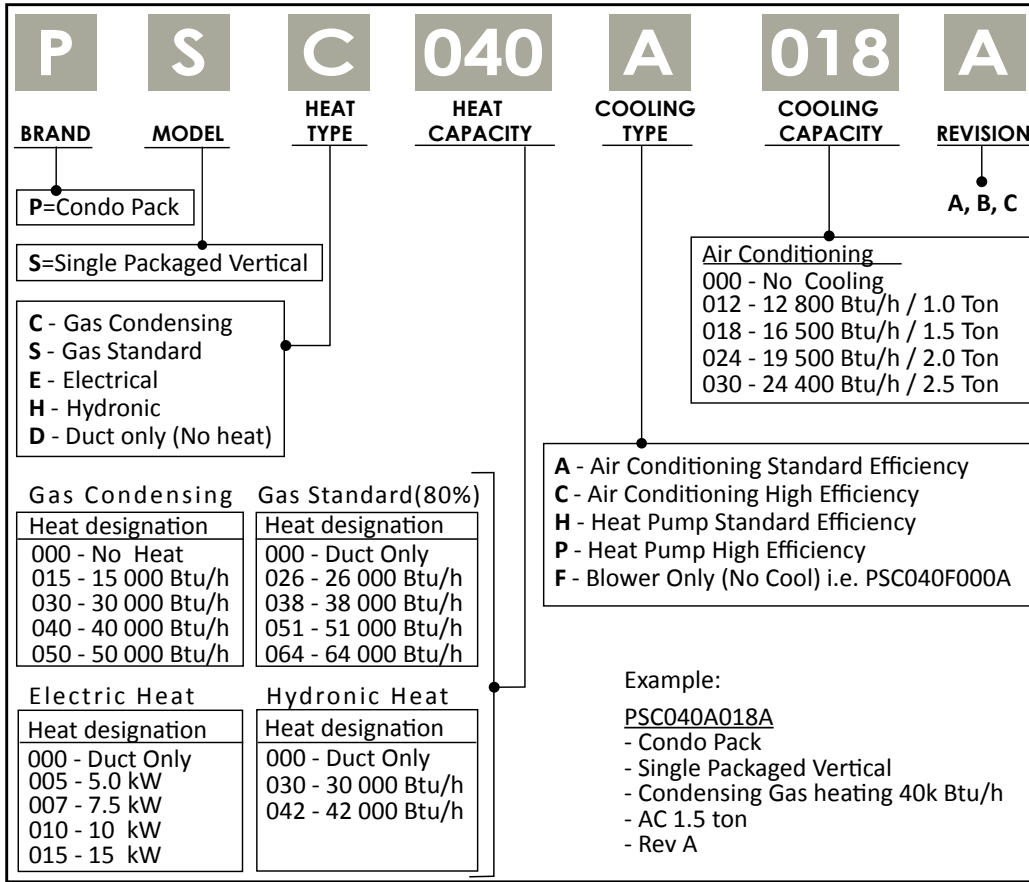 P S C 040 A 018 A
BRAND
MODEL
HEAT
TYPE
HEAT
CAPACITY
COOLING
TYPE
COOLING
CAPACITY
REVISION
P=Condo Pack
A, B, C
S=Single Packaged Vertical
Air Conditioning
000 - No Cooling
012 - 12 800 Btu/h / 1.0 Ton
018 - 16 500 Btu/h / 1.5 Ton
024 - 19 500 Btu/h / 2.0 Ton
030 - 24 400 Btu/h / 2.5 Ton
C - Gas Condensing
S - Gas Standard
E - Electrical
H - Hydronic
D - Duct only (No heat)
A - Air Conditioning Standard Efficiency
C - Air Conditioning High Efficiency
H - Heat Pump Standard Efficiency
P - Heat Pump High Efficiency
F - Blower Only (No Cool) i.e. PSC040F000A
Gas Condensing
Heat designation
000 - No Heat
015 - 15 000 Btu/h
030 - 30 000 Btu/h
040 - 40 000 Btu/h
050 - 50 000 Btu/h
Gas Standard(80%)
Heat designation
000 - Duct Only
026 - 26 000 Btu/h
038 - 38 000 Btu/h
051 - 51 000 Btu/h
064 - 64 000 Btu/h
Electric Heat
Heat designation
000 - Duct Only
005 - 5.0 kW
007 - 7.5 kW
010 - 10 kW
015 - 15 kW
Hydronic Heat
Heat designation
000 - Duct Only
030 - 30 000 Btu/h
042 - 42 000 Btu/h
Example:
PSC040A018A
- Condo Pack
- Single Packaged Vertical
- Condensing Gas heating 40k Btu/h
- AC 1.5 ton
- Rev A